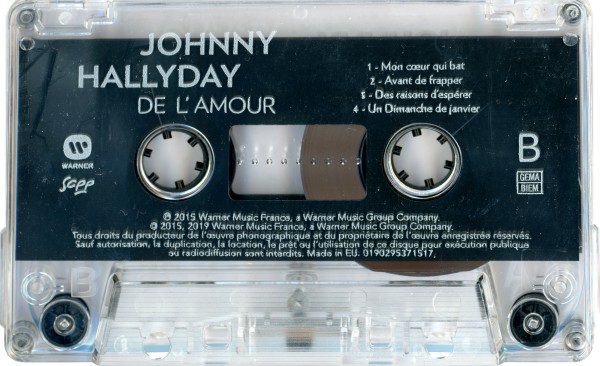 JOHNNY
HALLYDAY
DE L'AMOUR
1 - Mon cœur qui bat
2 - Avant de frapper
3 - Des raisons d'espérer
4 - Un Dimanche de janvier
B
WARNER
Sapp
GEMA
BIEM
℗ 2015 Warner Music France, a Warner Music Group Company.
© 2015, 2019 Warner Music France, a Warner Music Group Company.
Tous droits du producteur de l'œuvre phonographique et du propriétaire de l'œuvre enregistrée réservés.
Sauf autorisation, la duplication, la location, le prêt ou l'utilisation de ce disque pour exécution publique
ou radiodiffusion sont interdits. Made in EU. 0190295371517.
B